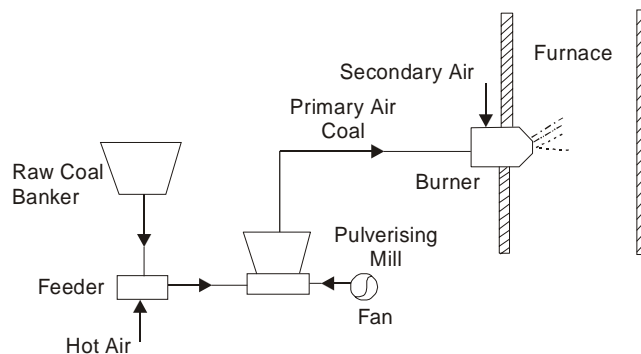 Furnace
Secondary Air
Primary Air
Coal
Raw Coal
Banker
Burner
Pulverising
Mill
Feeder
Fan
Hot Air